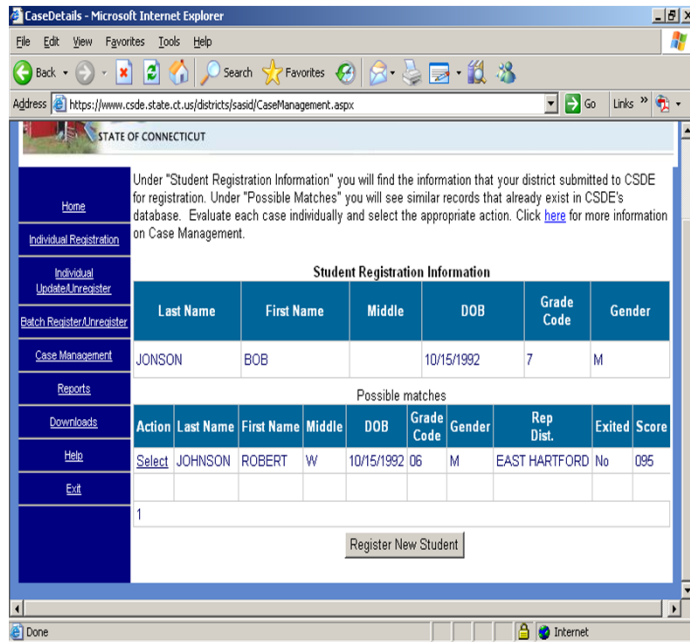 CaseDetails - Microsoft Internet Explorer
File Edit View Favorites Tools Help
Back Search Favorites
Address https://www.csde.state.ct.us/districts/sasid/CaseManagement.aspx Go Links »
STATE OF CONNECTICUT
Under "Student Registration Information" you will find the information that your district submitted to CSDE
for registration. Under "Possible Matches" you will see similar records that already exist in CSDE's
database. Evaluate each case individually and select the appropriate action. Click here for more information
on Case Management.
Home
Individual Registration
Individual
Update/Unregister
Batch Register/Unregister
Case Management
Reports
Downloads
Help
Exit
Student Registration Information
Last Name First Name Middle DOB Grade Code Gender
JONSON BOB 10/15/1992 7 M
Possible matches
Action Last Name First Name Middle DOB Grade Code Gender Rep Dist. Exited Score
Select JOHNSON ROBERT W 10/15/1992 06 M EAST HARTFORD No 095
1
Register New Student
Done Internet